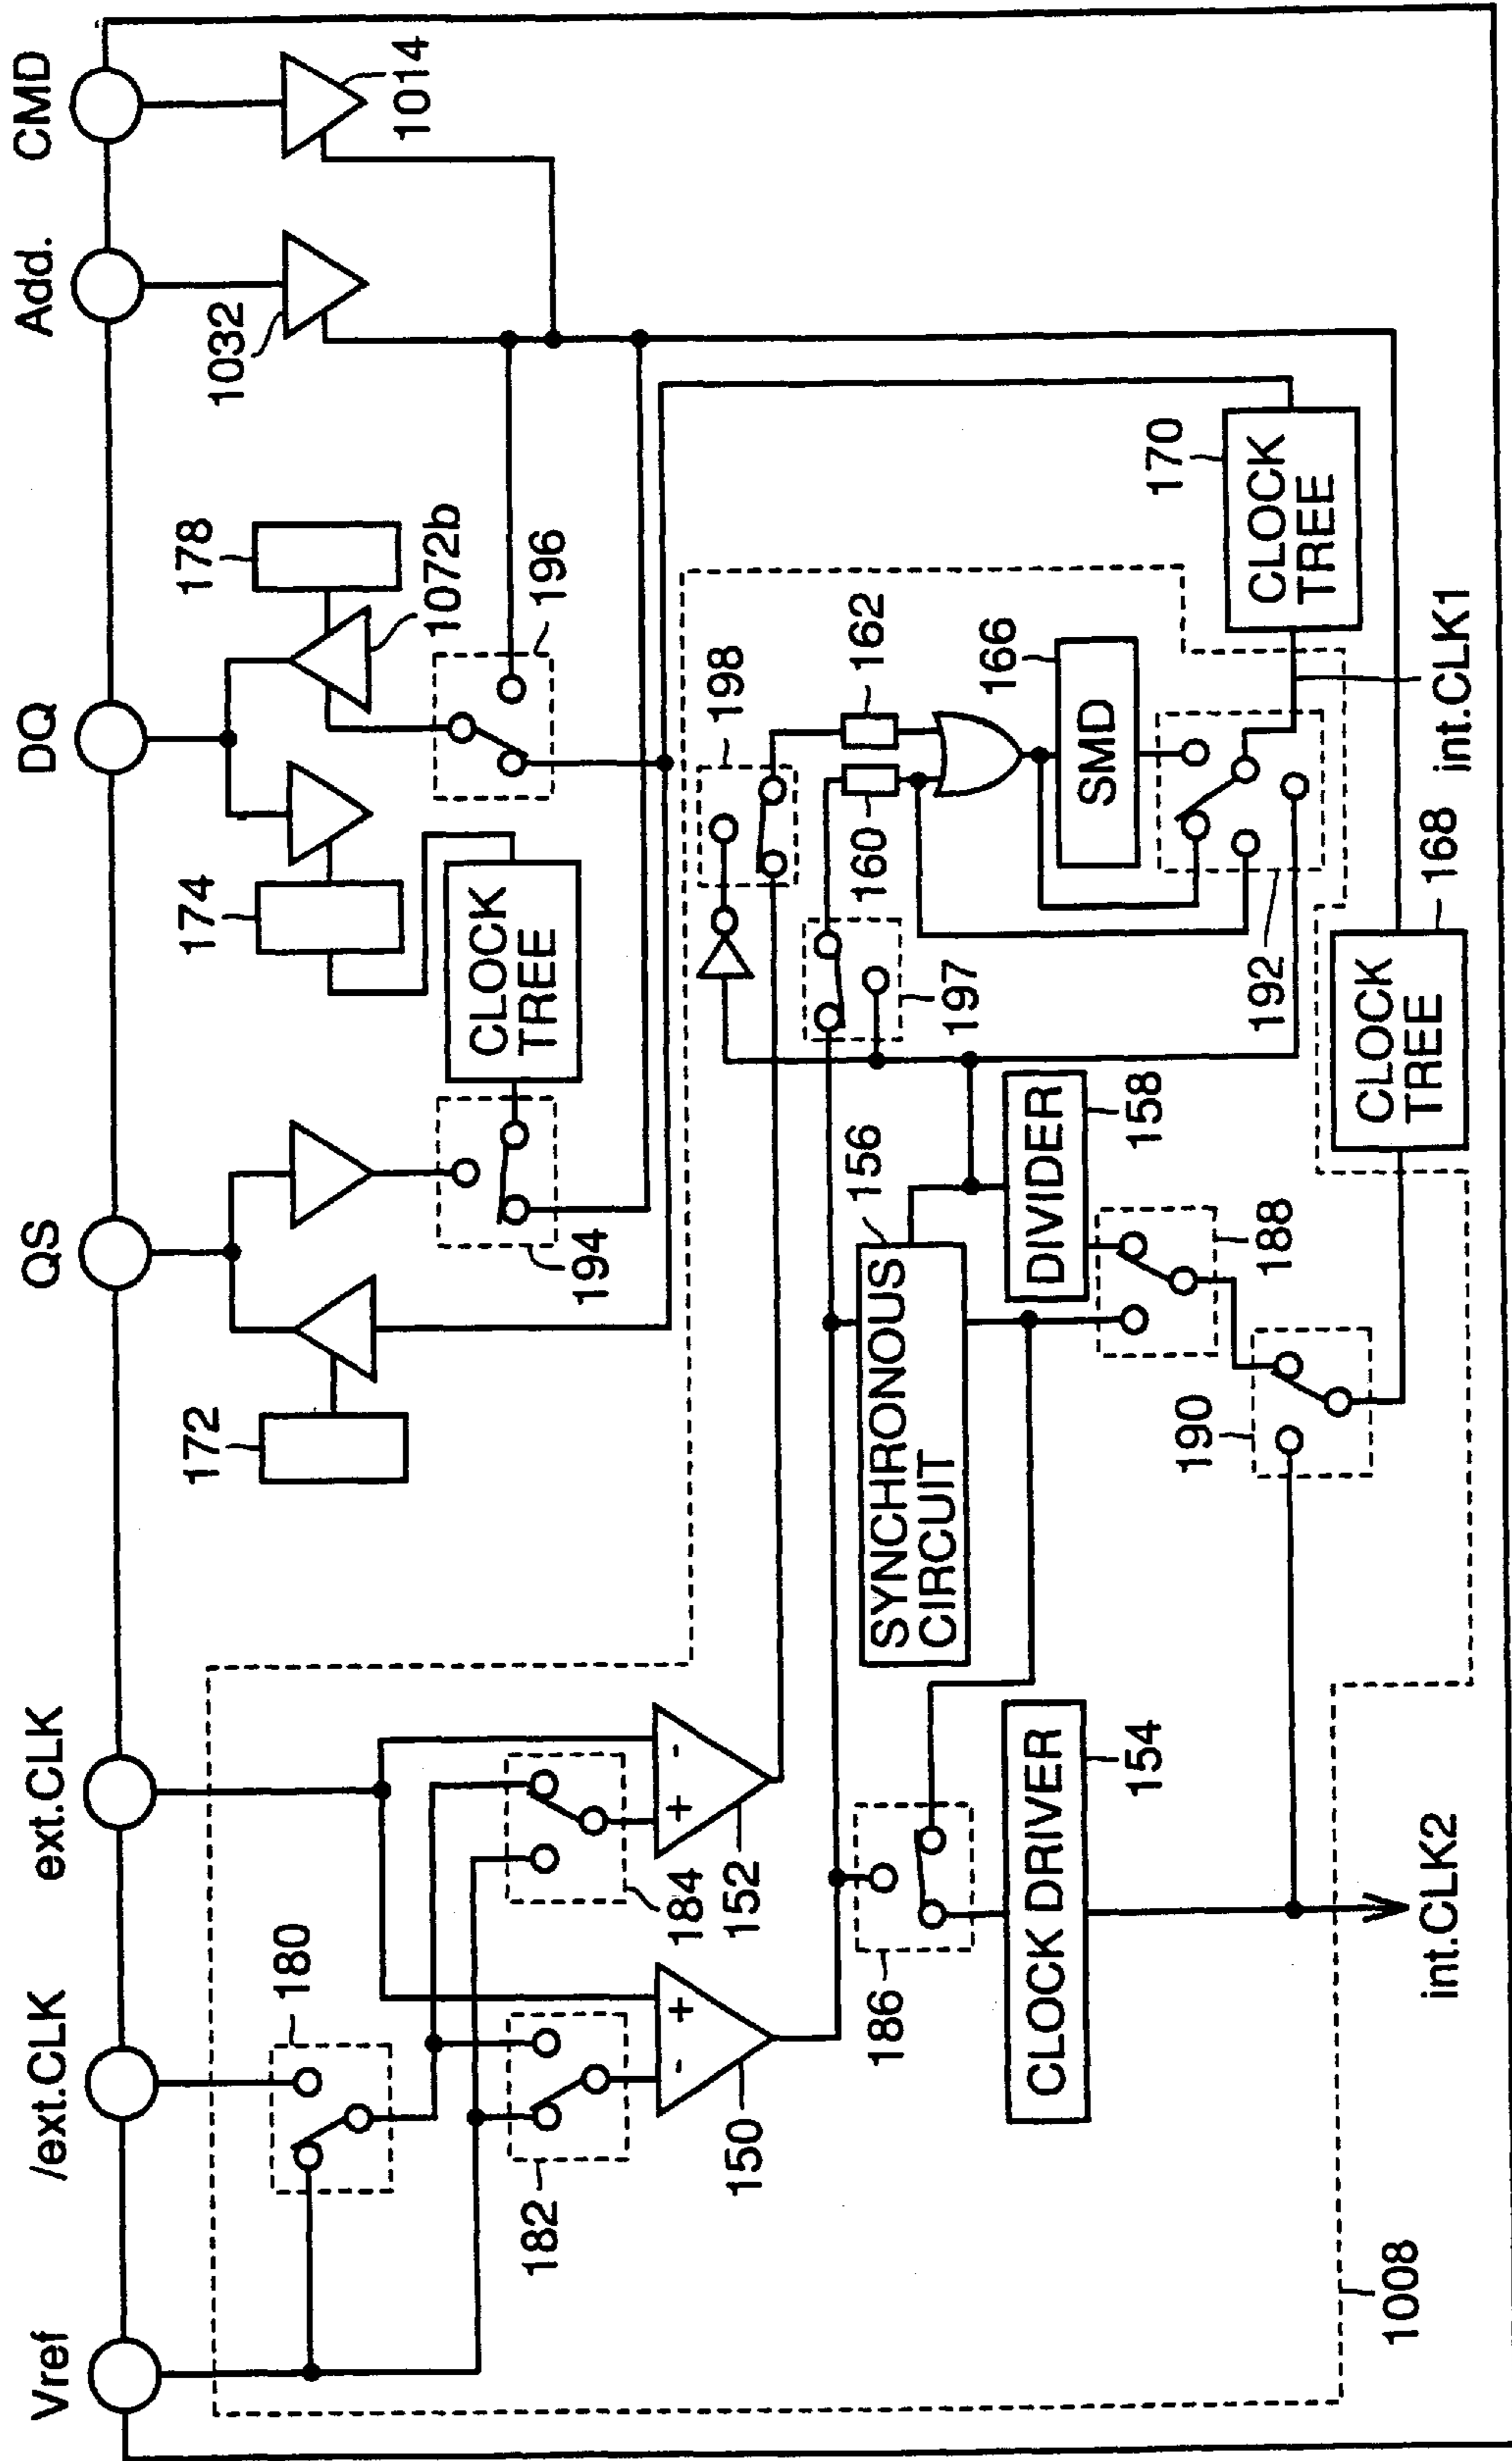 Vref
/ext.CLK
ext.CLK
QS
DQ
Add.
CMD
172
174
178
1072b
1032
1014
180
194
CLOCK
TREE
196
182
184
150
152
198
197
160
162
166
SMD
186
SYNCHRONOUS
CIRCUIT
156
DIVIDER
158
188
190
192
170
CLOCK
TREE
CLOCK DRIVER
154
CLOCK
TREE
168
int.CLK1
int.CLK2
1008
+
-
+
-